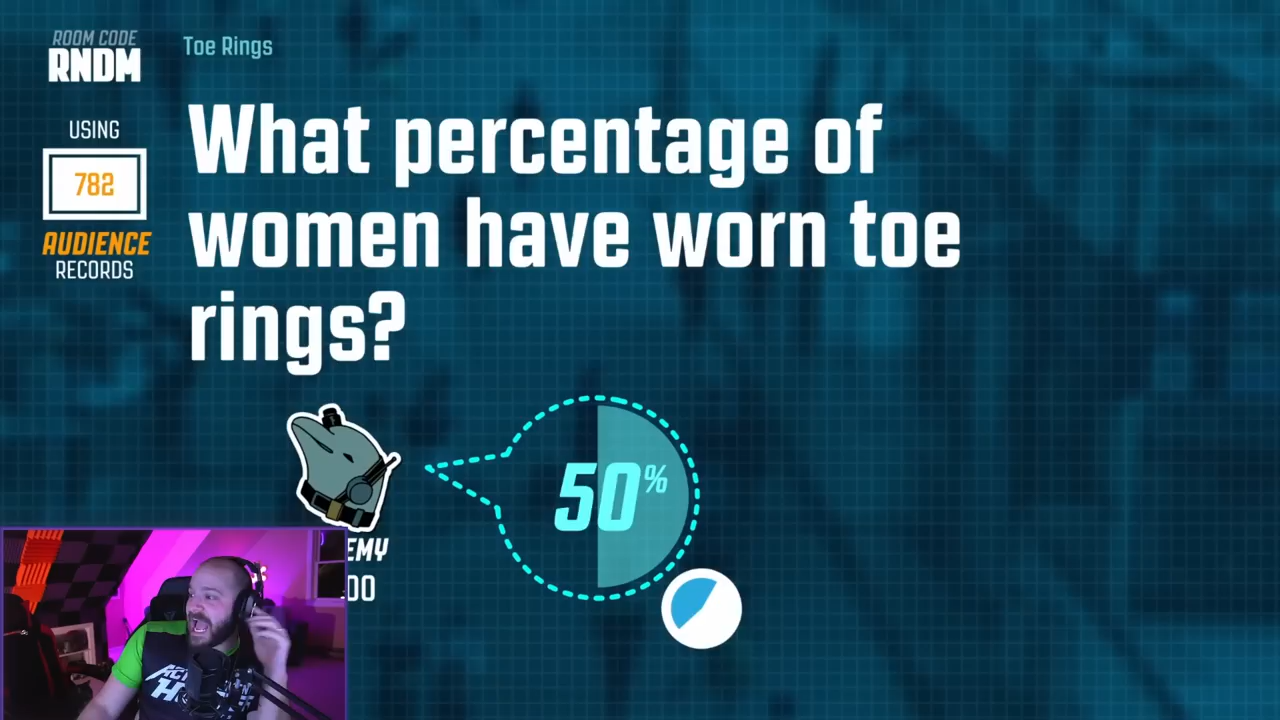 ROOM CODE
RNDM
Toe Rings
USING
782
AUDIENCE
RECORDS
What percentage of
women have worn toe
rings?
50%